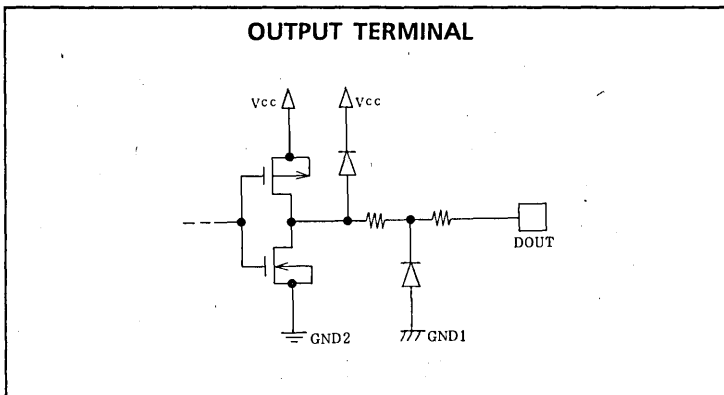 OUTPUT TERMINAL
Vcc
Vcc
DOUT
GND2
GND1